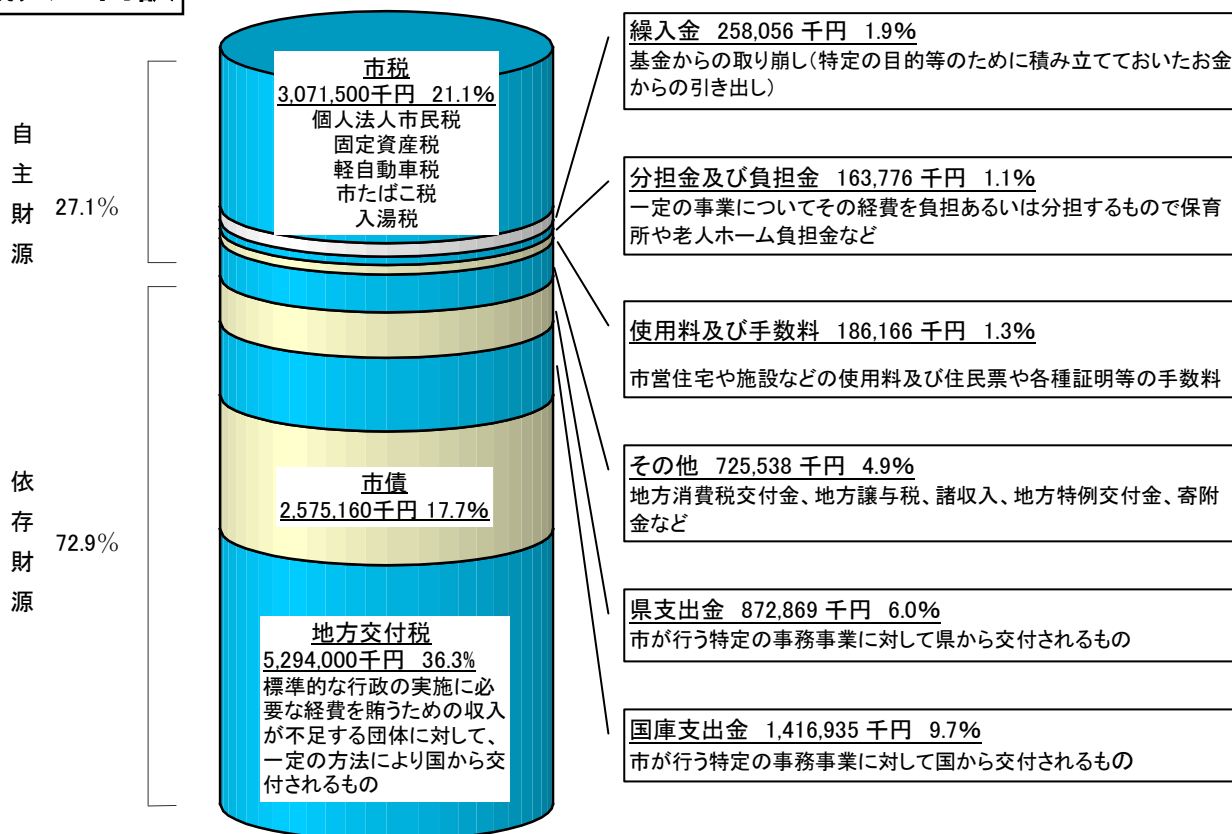 市税
3,071,500千円 21.1%
個人法人市民税
固定資産税
軽自動車税
市たばこ税
入湯税
自主財源
27.1%
市債
2,575,160千円 17.7%
依存財源
72.9%
地方交付税
5,294,000千円 36.3%
標準的な行政の実施に必
要な経費を賄うための収入
が不足する団体に対して、
一定の方法により国から交
付されるもの
繰入金 258,056 千円 1.9%
基金からの取り崩し(特定の目的等のために積み立てておいたお金
からの引き出し)
分担金及び負担金 163,776 千円 1.1%
一定の事業についてその経費を負担あるいは分担するもので保育
所や老人ホーム負担金など
使用料及び手数料 186,166 千円 1.3%
市営住宅や施設などの使用料及び住民票や各種証明等の手数料
その他 725,538 千円 4.9%
地方消費税交付金、地方譲与税、諸収入、地方特例交付金、寄附
金など
県支出金 872,869 千円 6.0%
市が行う特定の事務事業に対して県から交付されるもの
国庫支出金 1,416,935 千円 9.7%
市が行う特定の事務事業に対して国から交付されるもの